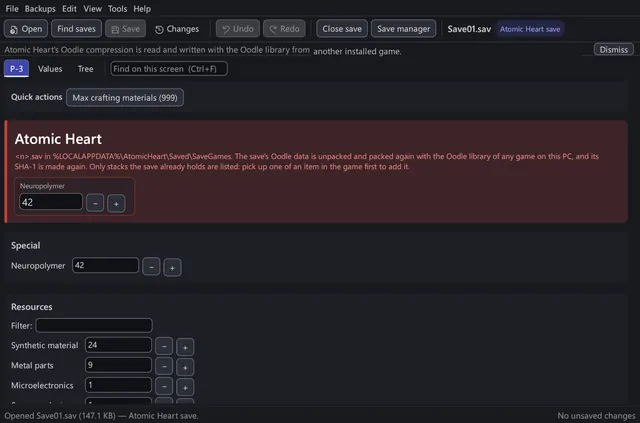 File Backups Edit View Tools Help
Open Find saves Save Changes Undo Redo Close save Save manager Save01.sav Atomic Heart save
Atomic Heart's Oodle compression is read and written with the Oodle library from another installed game. Dismiss
P-3 Values Tree Find on this screen (Ctrl+F)
Quick actions Max crafting materials (999)
Atomic Heart
<n>.sav in %LOCALAPPDATA%\AtomicHeart\Saved\SaveGames. The save's Oodle data is unpacked and packed again with the Oodle library of any game on this PC, and its
SHA-1 is made again. Only stacks the save already holds are listed: pick up one of an item in the game first to add it.
Neuropolymer
42 − +
Special
Neuropolymer 42 − +
Resources
Filter:
Synthetic material 24 − +
Metal parts 9 − +
Microelectronics 1 − +
Opened Save01.sav (147.1 KB) — Atomic Heart save. No unsaved changes